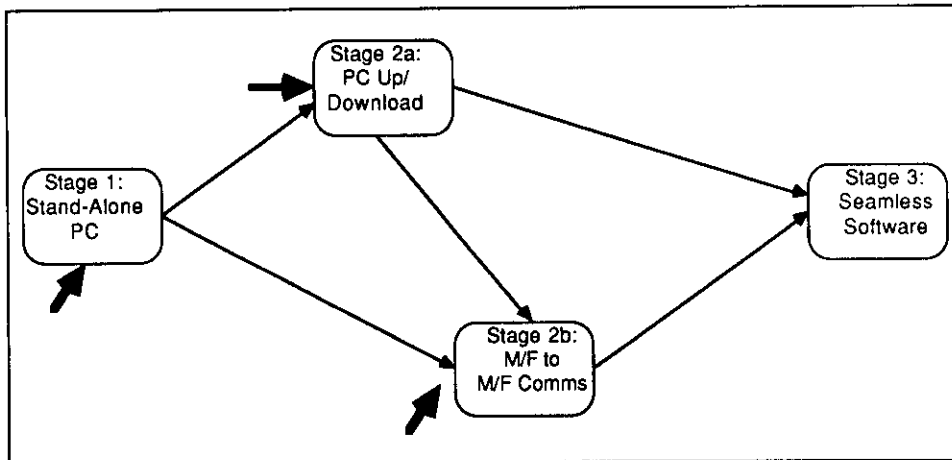 Stage 1:
Stand-Alone
PC
Stage 2a:
PC Up/
Download
Stage 2b:
M/F to
M/F Comms
Stage 3:
Seamless
Software